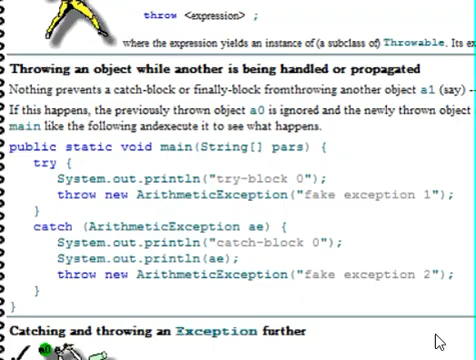 throw <expression> ;
where the expression yields an instance of (a subclass of) Throwable. Its ex
Throwing an object while another is being handled or propagated
Nothing prevents a catch-block or finally-block fromthrowing another object a1 (say) --
If this happens, the previously thrown object a0 is ignored and the newly thrown object
main like the following andexecute it to see what happens.
public static void main(String[] pars) {
try {
System.out.println("try-block 0");
throw new ArithmeticException("fake exception 1");
}
catch (ArithmeticException ae) {
System.out.println("catch-block 0");
System.out.println(ae);
throw new ArithmeticException("fake exception 2");
}
}
Catching and throwing an Exception further
a0